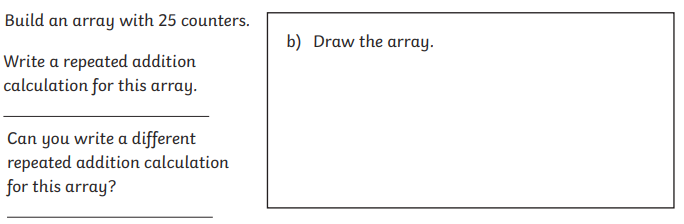 Build an array with 25 counters.
Write a repeated addition
calculation for this array.
Can you write a different
repeated addition calculation
for this array?
b) Draw the array.